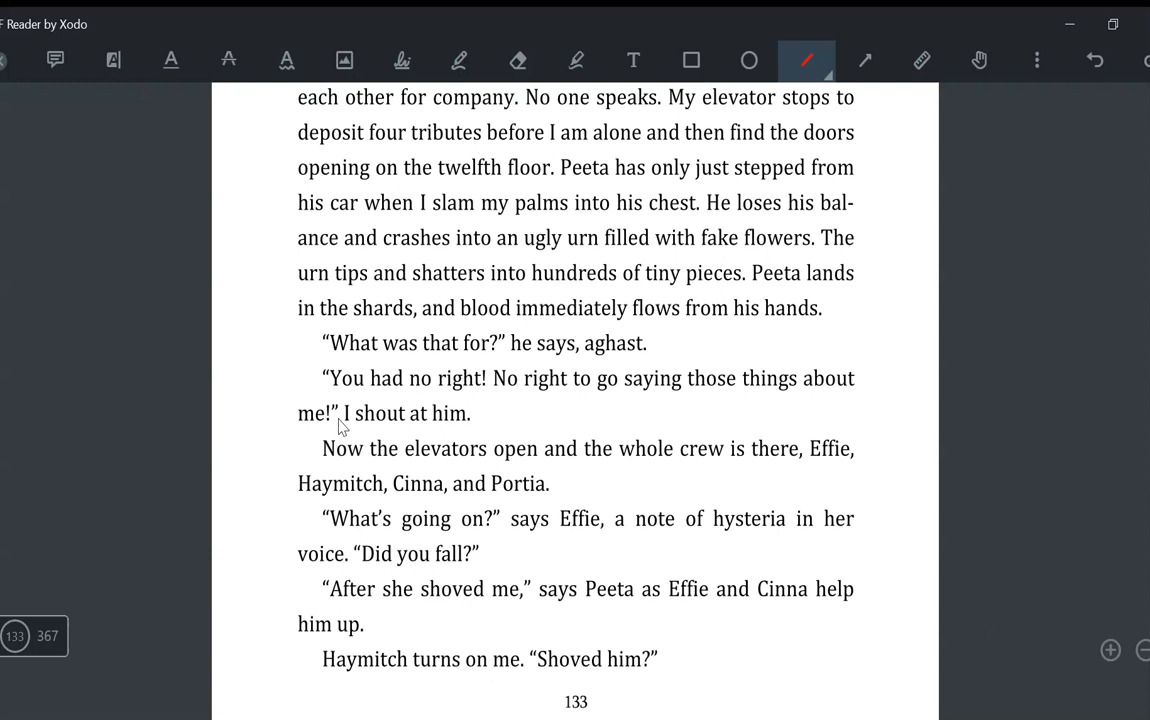 F Reader by Xodo
T
each other for company. No one speaks. My elevator stops to
deposit four tributes before I am alone and then find the doors
opening on the twelfth floor. Peeta has only just stepped from
his car when I slam my palms into his chest. He loses his bal-
ance and crashes into an ugly urn filled with fake flowers. The
urn tips and shatters into hundreds of tiny pieces. Peeta lands
in the shards, and blood immediately flows from his hands.
“What was that for?” he says, aghast.
“You had no right! No right to go saying those things about
me!” I shout at him.
Now the elevators open and the whole crew is there, Effie,
Haymitch, Cinna, and Portia.
“What’s going on?” says Effie, a note of hysteria in her
voice. “Did you fall?”
“After she shoved me,” says Peeta as Effie and Cinna help
him up.
Haymitch turns on me. “Shoved him?”
133
133 367